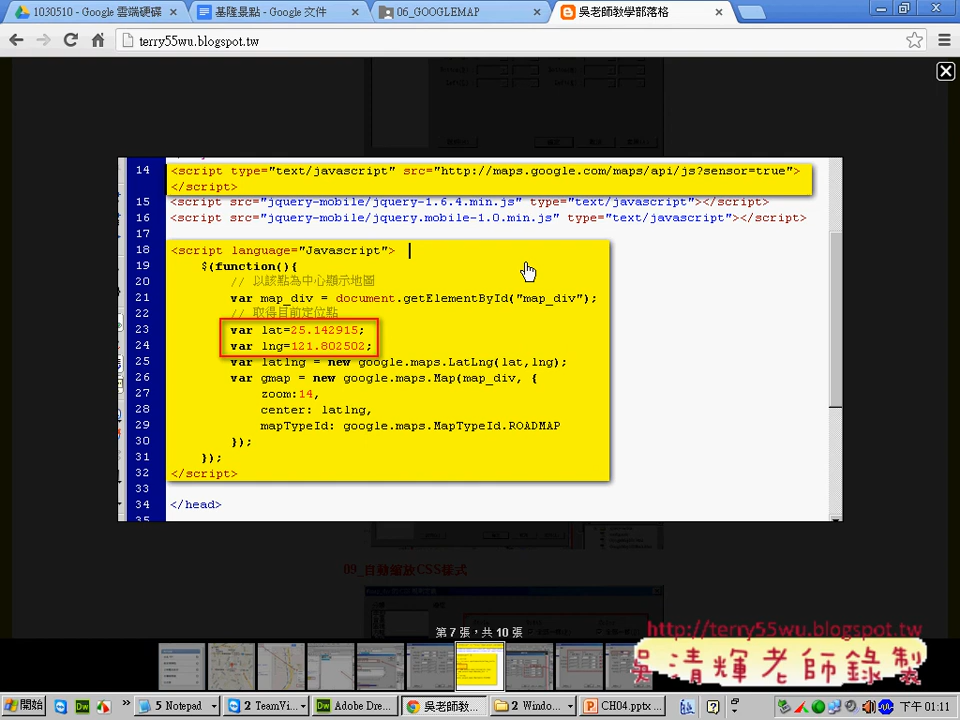 1030510 - Google 雲端硬碟
基隆景點 - Google 文件
06_GOOGLEMAP
吳老師教學部落格
terry55wu.blogspot.tw
14 <script type="text/javascript" src="http://maps.google.com/maps/api/js?sensor=true">
</script>
15 <script src="jquery-mobile/jquery-1.6.4.min.js" type="text/javascript"></script>
16 <script src="jquery-mobile/jquery.mobile-1.0.min.js" type="text/javascript"></script>
17
18 <script language="Javascript">
19 $(function(){
20 // 以該點為中心顯示地圖
21 var map_div = document.getElementById("map_div");
22 // 取得目前定位點
23 var lat=25.142915;
24 var lng=121.802502;
25 var latlng = new google.maps.LatLng(lat,lng);
26 var gmap = new google.maps.Map(map_div, {
27 zoom:14,
28 center: latlng,
29 mapTypeId: google.maps.MapTypeId.ROADMAP
30 });
31 });
32 </script>
33
34 </head>
35
09_自動縮放CSS樣式
第 7 張，共 10 張
http://terry55wu.blogspot.tw
吳清輝老師錄製
開始
5 Notepad
2 TeamVi...
Adobe Dre...
吳老師教...
2 Windo...
CH04.pptx ...
下午 01:11